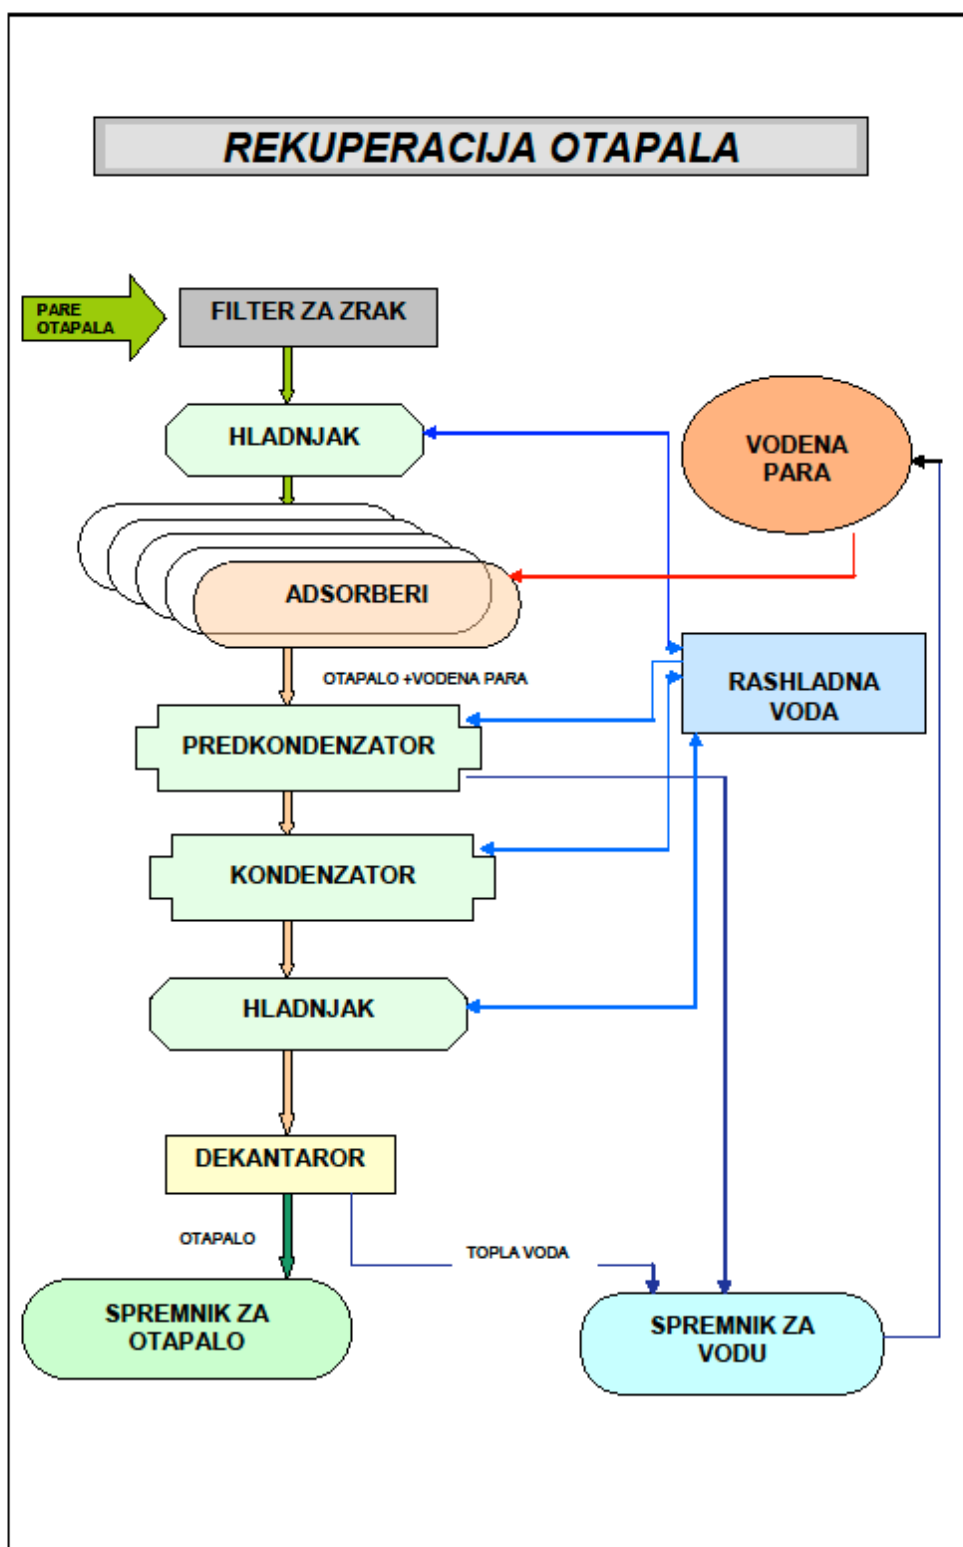 REKUPERACIJA OTAPALA
PARE
OTAPALA
FILTER ZA ZRAK
HLADNJAK
VODENA
PARA
ADSORBERI
OTAPALO +VODENA PARA
RASHLADNA
VODA
PREDKONDENZATOR
KONDENZATOR
HLADNJAK
DEKANTAROR
OTAPALO
TOPLA VODA
SPREMNIK ZA
OTAPALO
SPREMNIK ZA
VODU